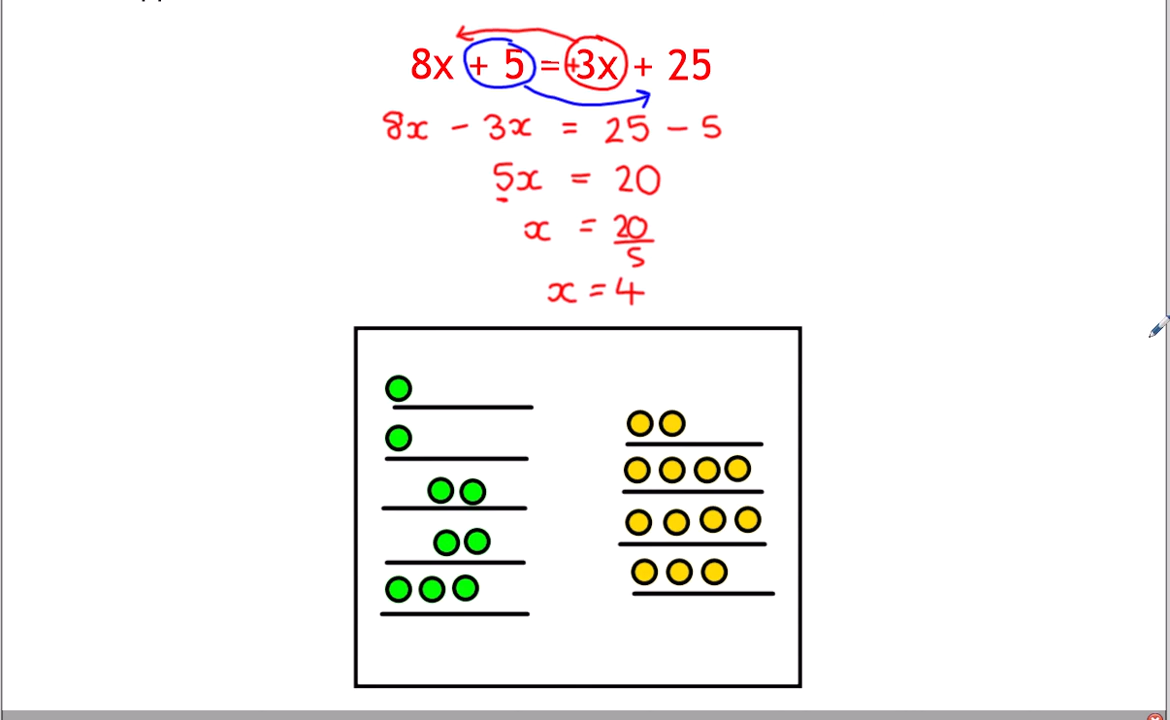 8x + 5 = +3x + 25
8x - 3x = 25 - 5
5x = 20
x = 20/5
x = 4